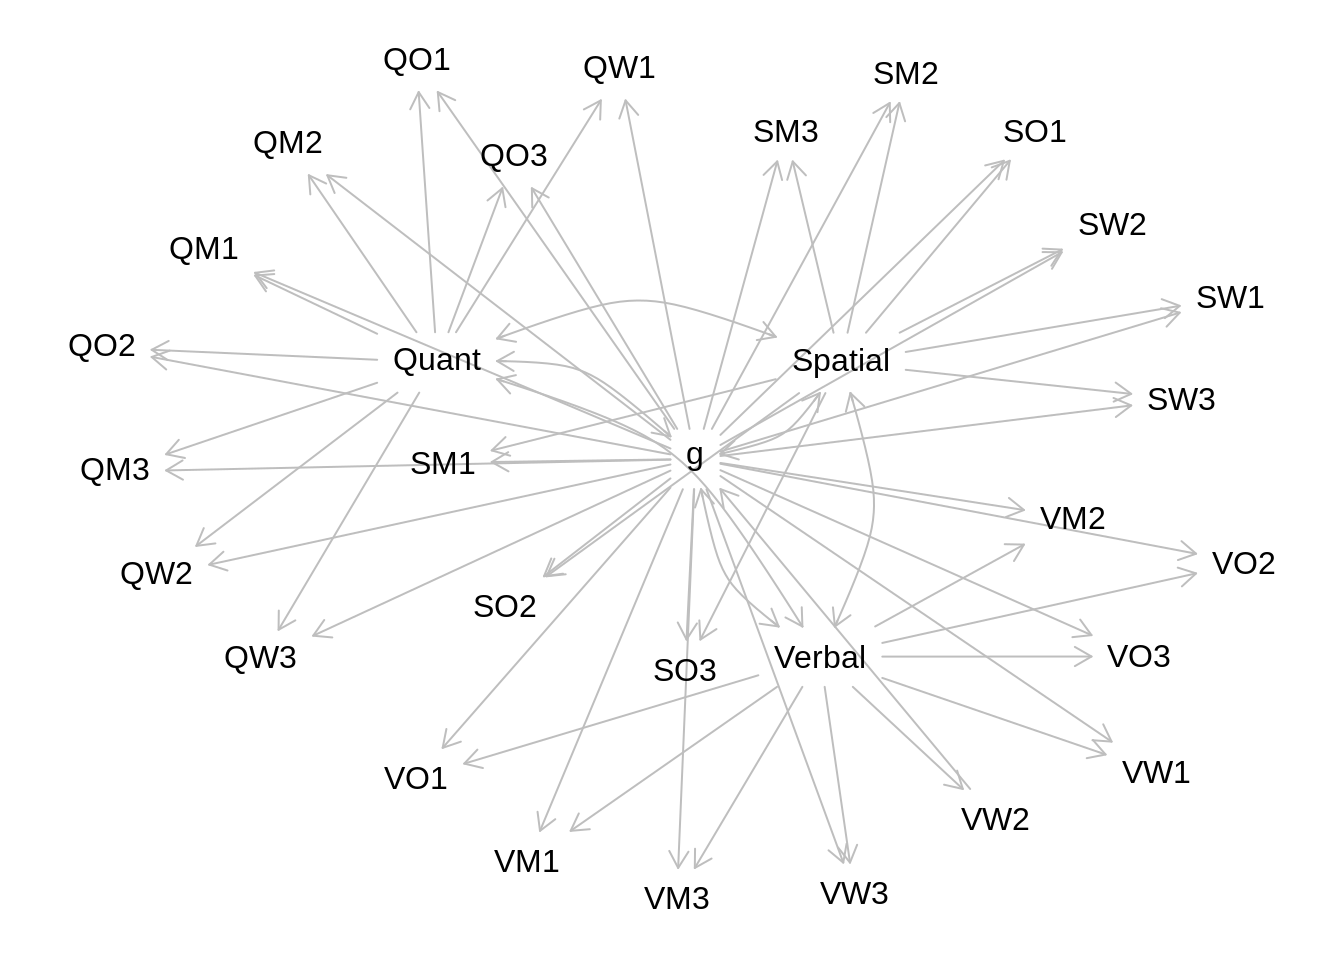 QO1
QW1
SM2
SM3
SO1
QM2
QO3
SW2
QM1
SW1
QO2
Quant
Spatial
SW3
g
SM1
QM3
VM2
VO2
QW2
SO2
VO3
QW3
Verbal
SO3
VW1
VO1
VW2
VM1
VW3
VM3